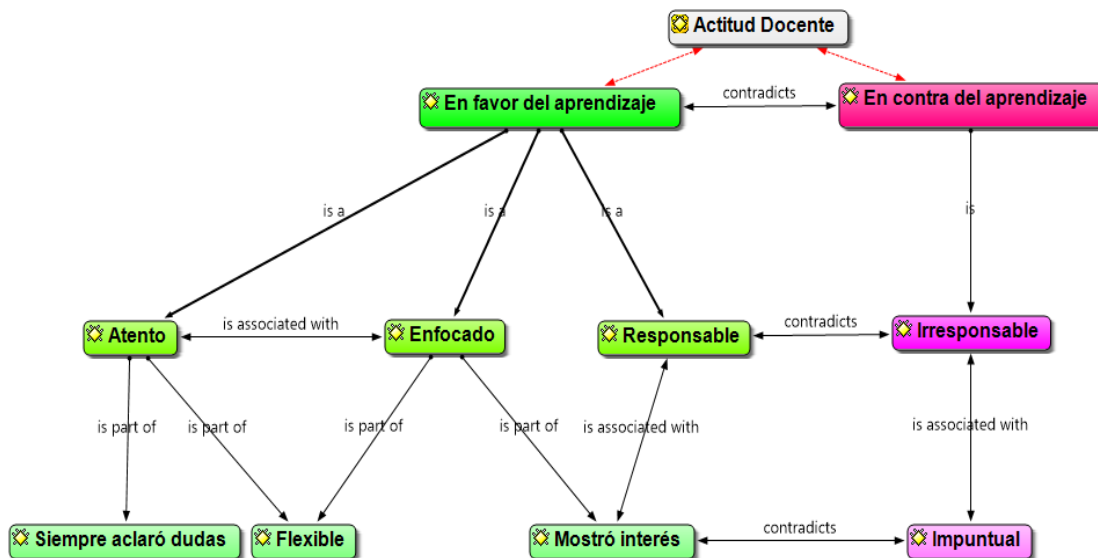 Actitud Docente
En favor del aprendizaje
contradicts
En contra del aprendizaje
is a
is a
is a
is
Atento
is associated with
Enfocado
Responsable
contradicts
Irresponsable
is part of
is part of
is part of
is part of
is associated with
is associated with
Siempre aclaró dudas
Flexible
Mostró interés
contradicts
Impuntual